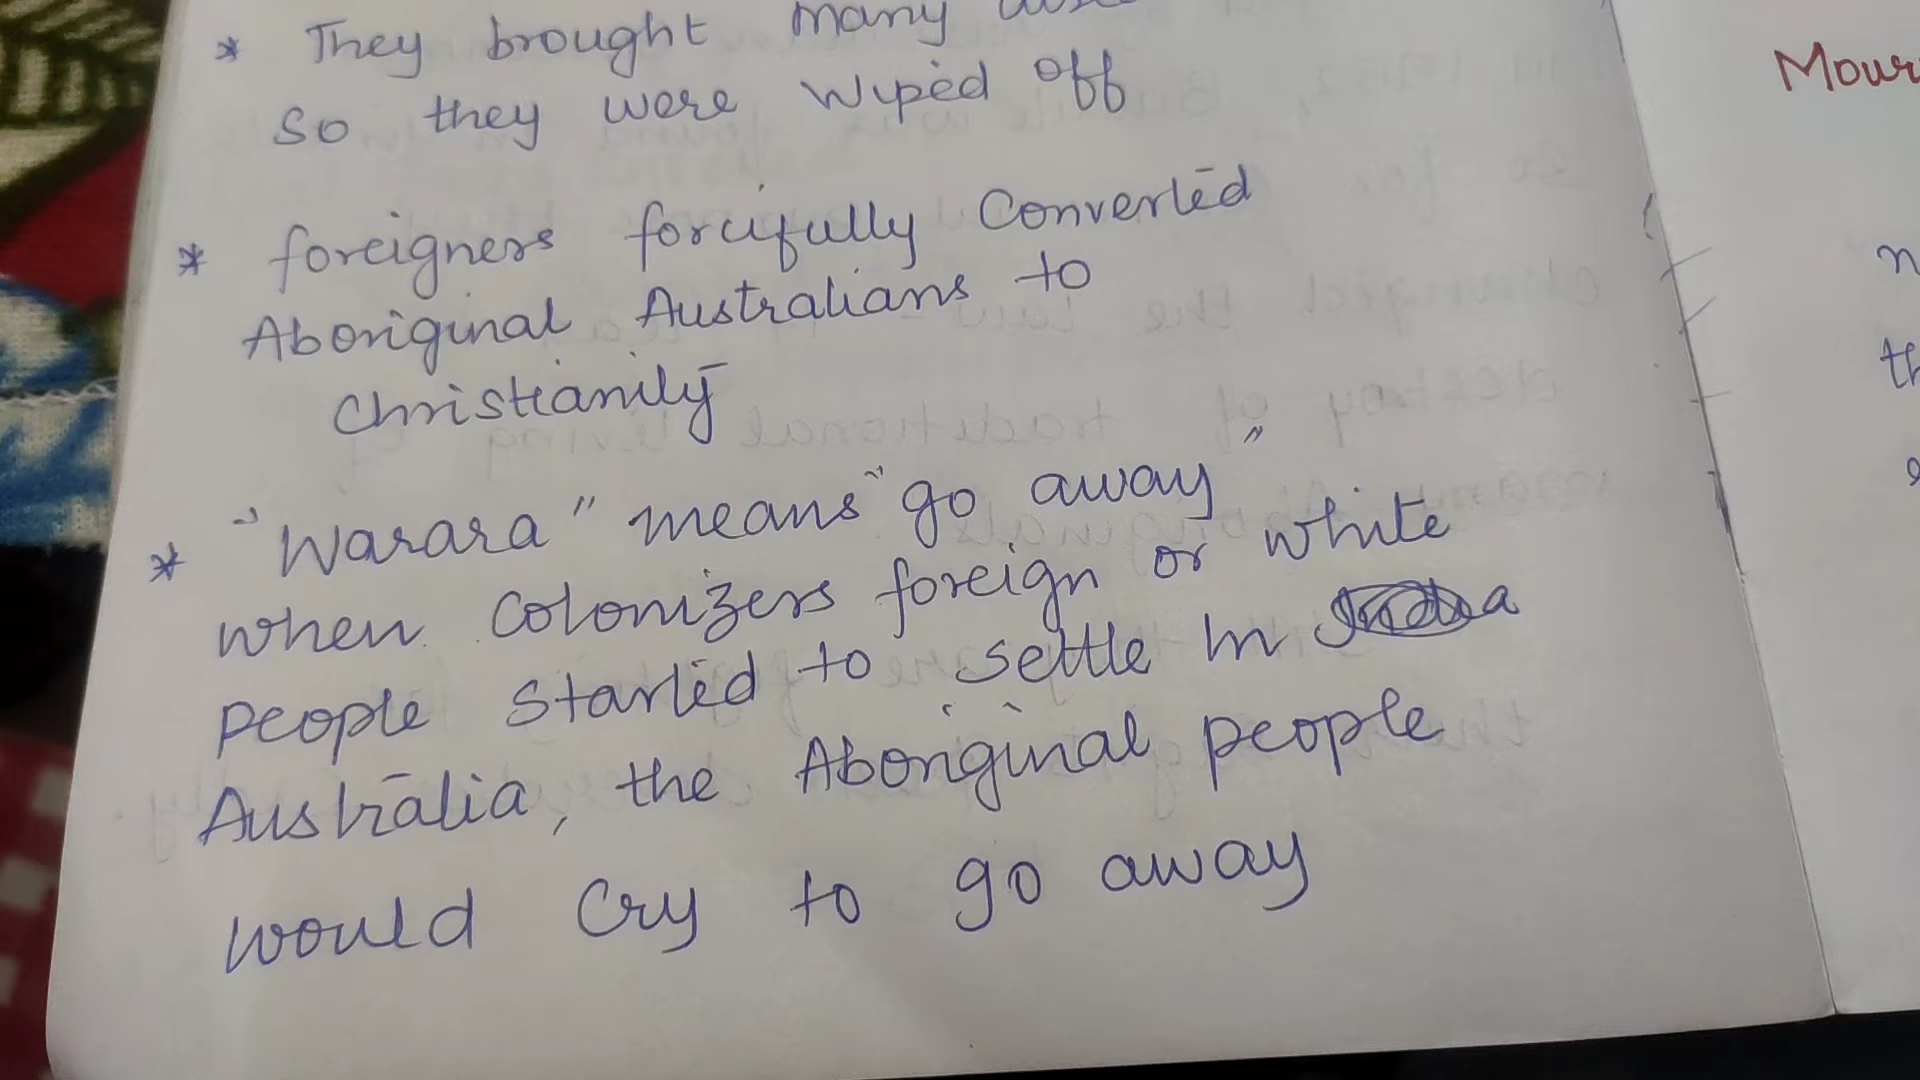 * They brought many
so they were wiped off
* foreigners forcifully converted
Aboriginal Australians to
Christianity
* "Warara" means "go away"
when colonizers foreign or white
people started to settle in
Australia, the Aboriginal people
would cry to go away
Mour
n
th